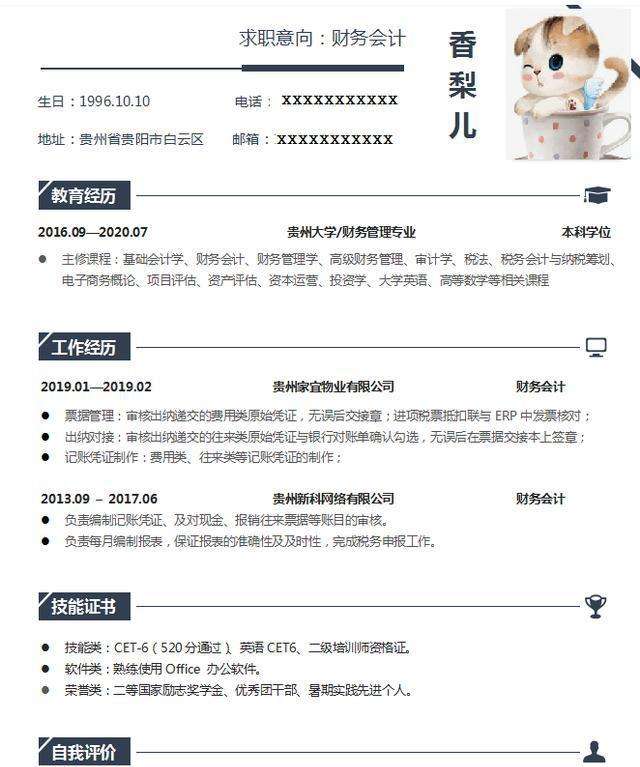 求职意向：财务会计
香梨儿
生日：1996.10.10
电话： XXXXXXXXXXX
地址：贵州省贵阳市白云区
邮箱： XXXXXXXXXXX
教育经历
2016.09—2020.07 贵州大学/财务管理专业 本科学位
● 主修课程：基础会计学、财务会计、财务管理学、高级财务管理、审计学、税法、税务会计与纳税筹划、
电子商务概论、项目评估、资产评估、资本运营、投资学、大学英语、高等数学等相关课程
工作经历
2019.01—2019.02 贵州家宜物业有限公司 财务会计
● 票据管理：审核出纳递交的费用类原始凭证，无误后交接章；进项税票抵扣联与 ERP 中发票核对；
● 出纳对接：审核出纳递交的往来类原始凭证与银行对账单确认勾选，无误后在票据交接本上签章；
● 记账凭证制作：费用类、往来类等记账凭证的制作；
2013.09 – 2017.06 贵州新科网络有限公司 财务会计
● 负责编制记账凭证、及对现金、报销往来票据等账目的审核。
● 负责每月编制报表，保证报表的准确性及及时性，完成税务申报工作。
技能证书
● 技能类：CET-6（520分通过）、英语 CET6、二级培训师资格证。
● 软件类：熟练使用 Office 办公软件。
● 荣誉类：二等国家励志奖学金、优秀团干部、暑期实践先进个人。
自我评价